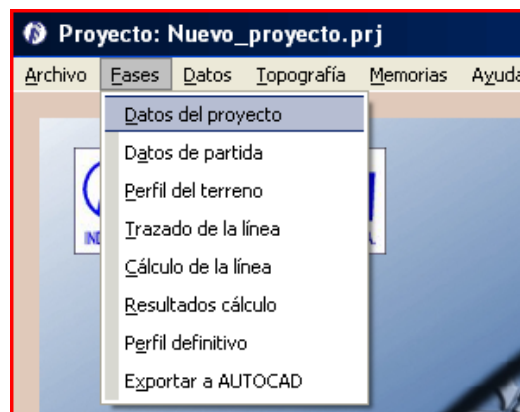 Proyecto: Nuevo_proyecto.prj
Archivo Fases Datos Topografía Memorias Ayuda
Datos del proyecto
Datos de partida
Perfil del terreno
Trazado de la línea
Cálculo de la línea
Resultados cálculo
Perfil definitivo
Exportar a AUTOCAD